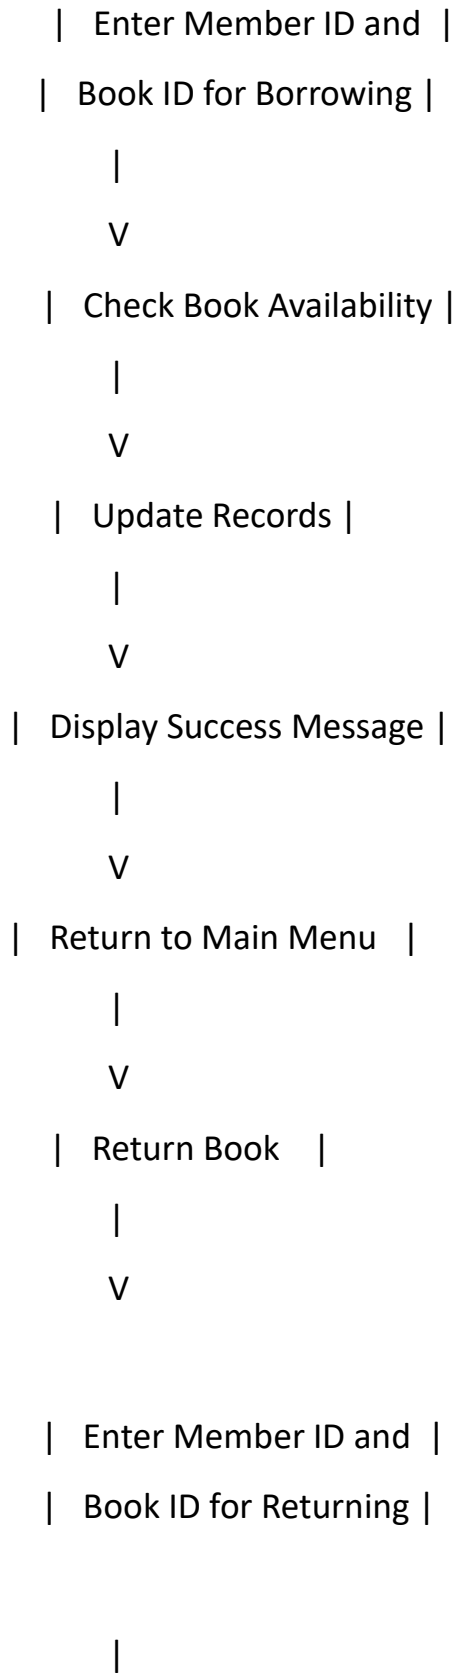 | Enter Member ID and |
| Book ID for Borrowing |
|
V
| Check Book Availability |
|
V
| Update Records |
|
V
| Display Success Message |
|
V
| Return to Main Menu |
|
V
| Return Book |
|
V
| Enter Member ID and |
| Book ID for Returning |
|